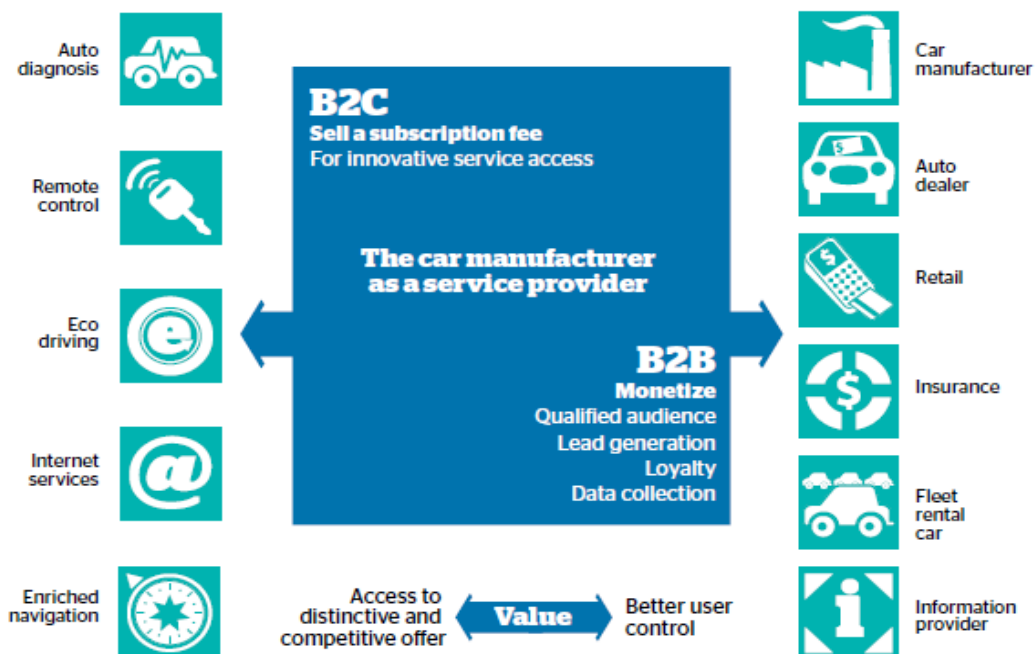 Auto
diagnosis
Remote
control
Eco
driving
Internet
services
Enriched
navigation
B2C
Sell a subscription fee
For innovative service access
The car manufacturer
as a service provider
B2B
Monetize
Qualified audience
Lead generation
Loyalty
Data collection
Access to
distinctive and
competitive offer
Value
Better user
control
Car
manufacturer
Auto
dealer
Retail
Insurance
Fleet
rental
car
Information
provider
e
@
$
$
$
i